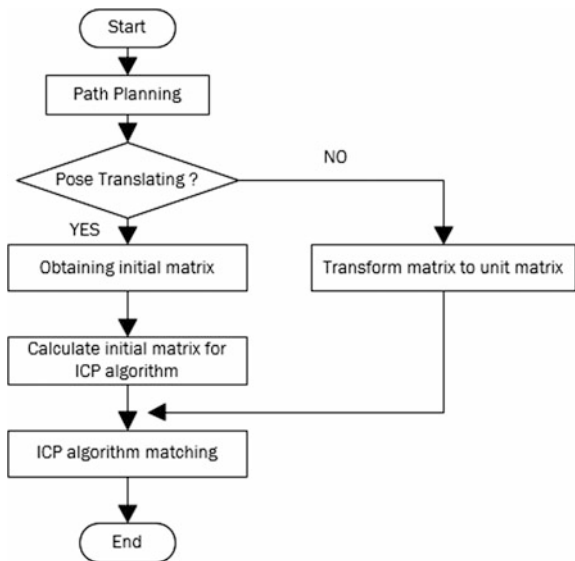 Start
Path Planning
NO
Pose Translating ?
YES
Obtaining initial matrix
Transform matrix to unit matrix
Calculate initial matrix for
ICP algorithm
ICP algorithm matching
End